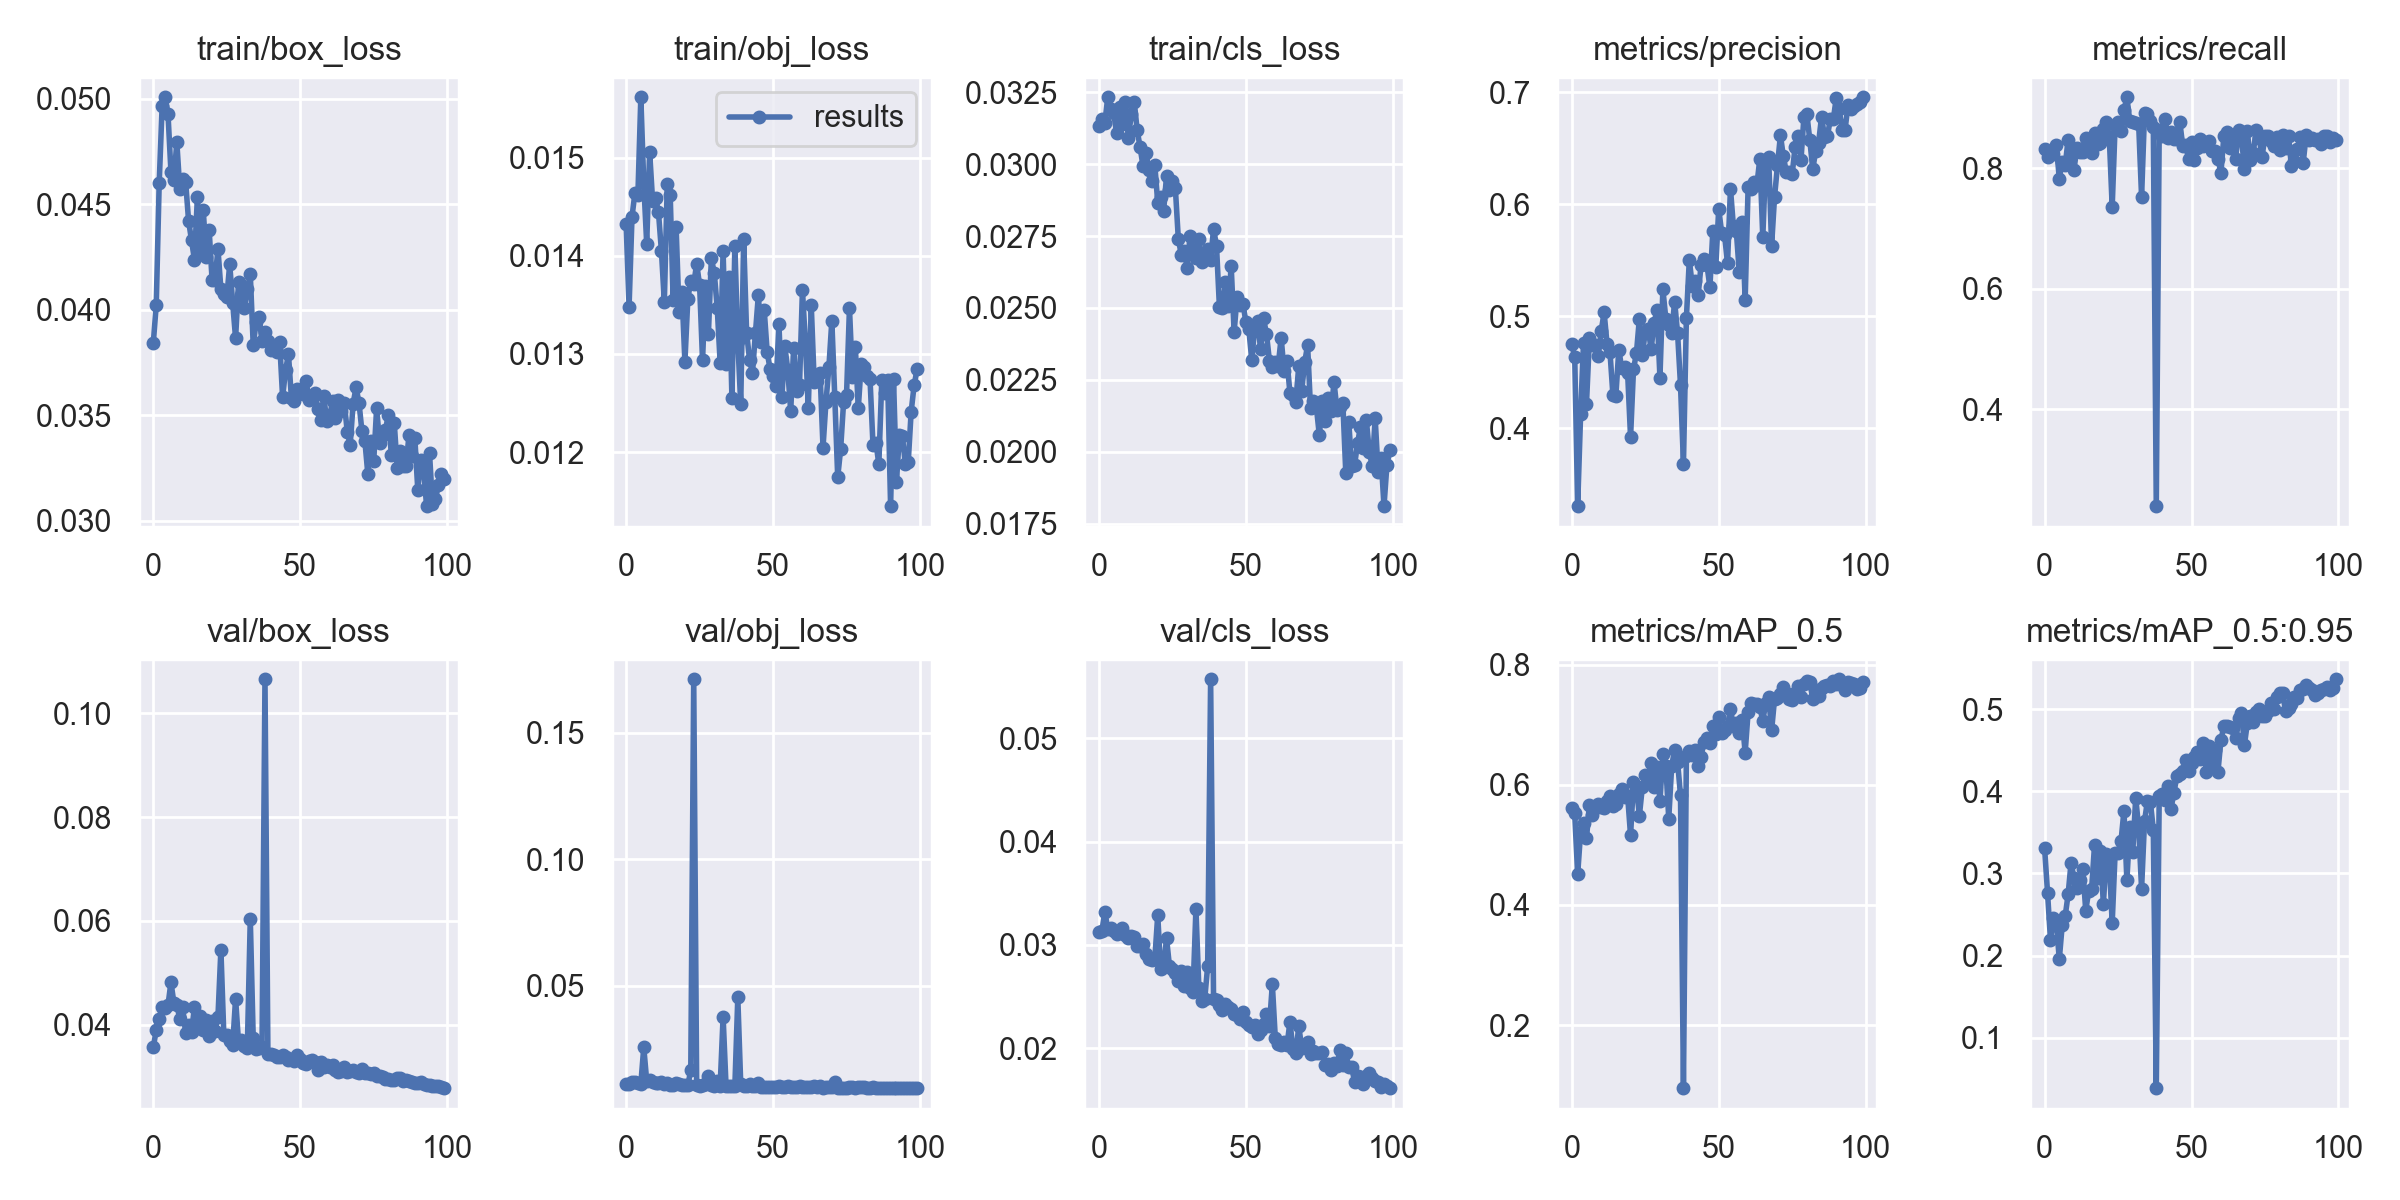 train/box_loss
0.050
0.045
0.040
0.035
0.030
0 50 100
train/obj_loss
results
0.015
0.014
0.013
0.012
0 50 100
train/cls_loss
0.0325
0.0300
0.0275
0.0250
0.0225
0.0200
0.0175
0 50 100
metrics/precision
0.7
0.6
0.5
0.4
0 50 100
metrics/recall
0.8
0.6
0.4
0 50 100
val/box_loss
0.10
0.08
0.06
0.04
0 50 100
val/obj_loss
0.15
0.10
0.05
0 50 100
val/cls_loss
0.05
0.04
0.03
0.02
0 50 100
metrics/mAP_0.5
0.8
0.6
0.4
0.2
0 50 100
metrics/mAP_0.5:0.95
0.5
0.4
0.3
0.2
0.1
0 50 100